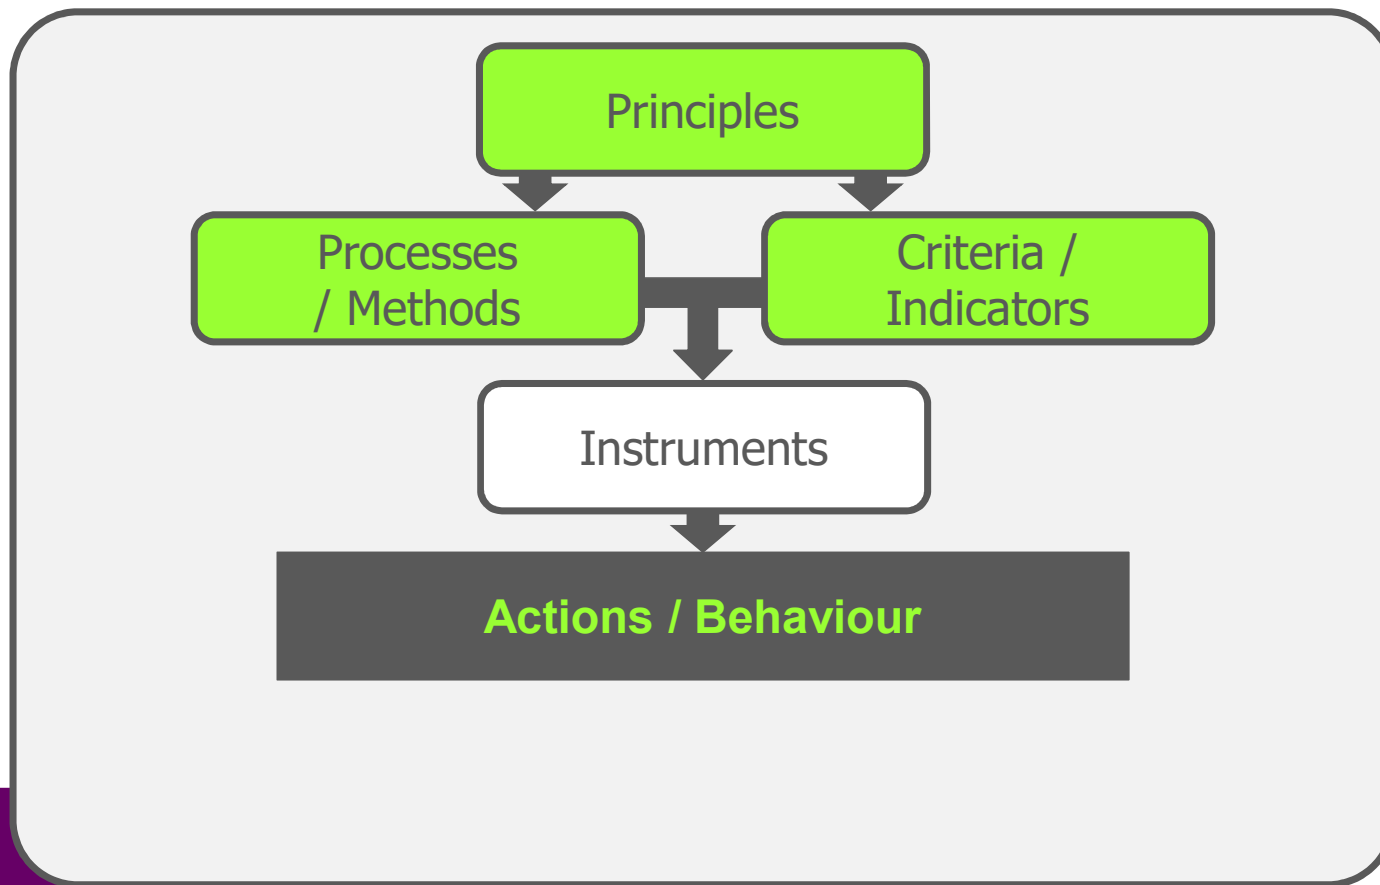 Principles
Processes
/ Methods
Criteria /
Indicators
Instruments
Actions / Behaviour